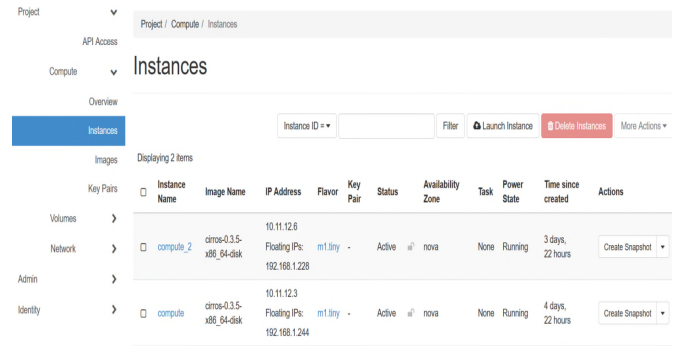 Project
API Access
Compute
Overview
Instances
Images
Key Pairs
Volumes
Network
Admin
Identity
Project / Compute / Instances
Instances
Instance ID = Filter Launch Instance Delete Instances More Actions
Displaying 2 items
Instance Name Image Name IP Address Flavor Key Pair Status Availability Zone Task Power State Time since created Actions
10.11.12.6
compute_2 cirros-0.3.5-x86_64-disk Floating IPs: m1.tiny - Active nova None Running 3 days, 22 hours Create Snapshot
192.168.1.228
10.11.12.3
compute cirros-0.3.5-x86_64-disk Floating IPs: m1.tiny - Active nova None Running 4 days, 22 hours Create Snapshot
192.168.1.244